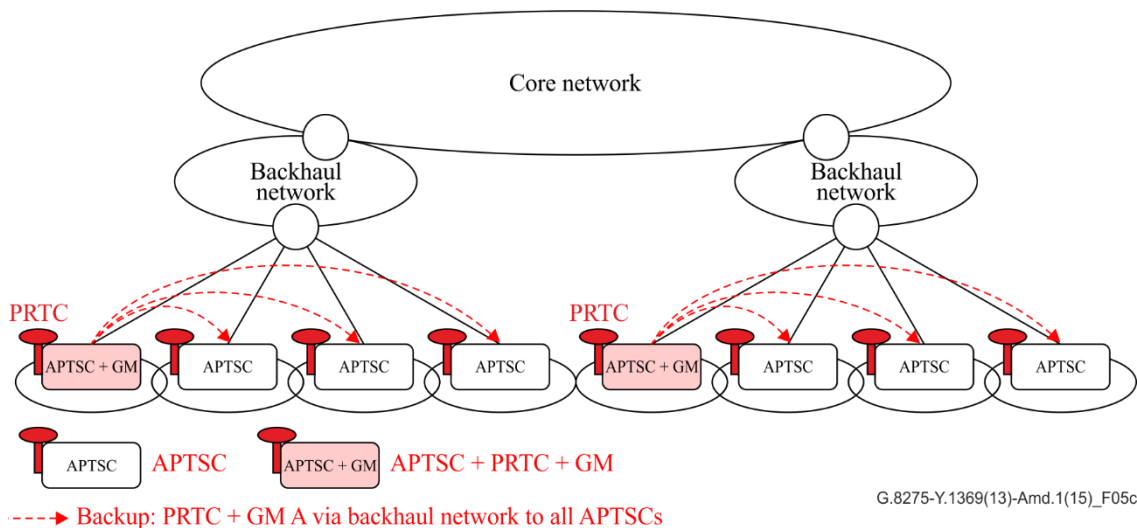 Core network
Backhaul
network
Backhaul
network
PRTC
PRTC
APTSC + GM
APTSC
APTSC
APTSC
APTSC + GM
APTSC
APTSC
APTSC
APTSC
APTSC
APTSC + GM
APTSC + PRTC + GM
G.8275-Y.1369(13)-Amd.1(15)_F05c
Backup: PRTC + GM A via backhaul network to all APTSCs